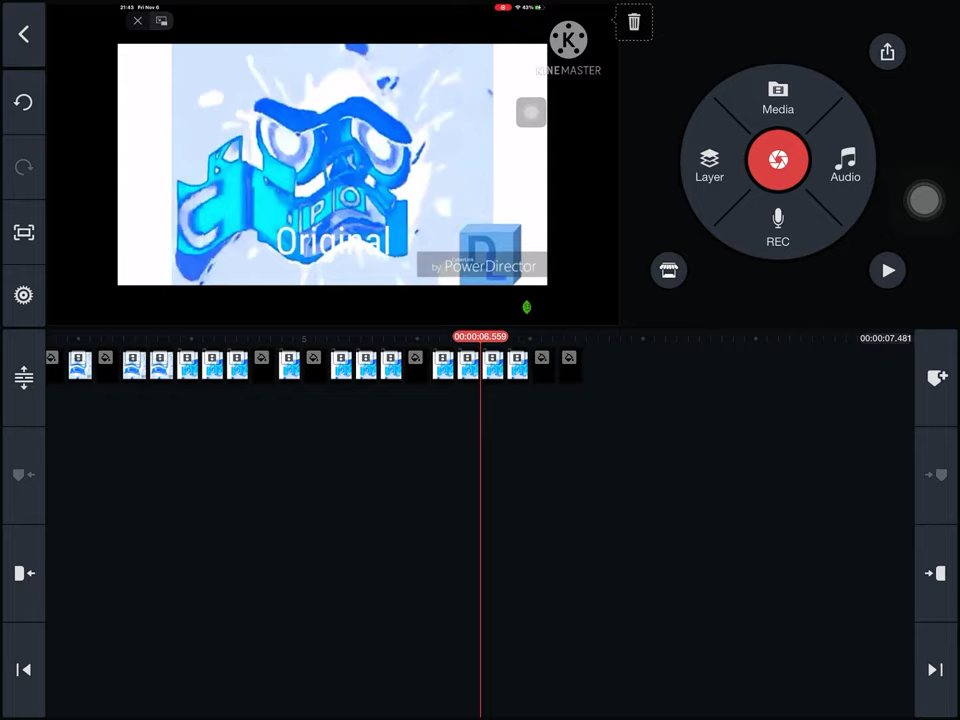 21:43 Fri Nov 6
43%
K
KINEMASTER
Media
Layer
Audio
REC
Original
by PowerDirector
00:00:06.559
5
00:00:07.481